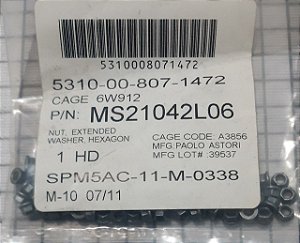 5310008071472
5310-00-807-1472
CAGE 6W912
P/N: MS21042L06
NUT, EXTENDED
WASHER, HEXAGON
CAGE CODE: A3856
MFG.PAOLO ASTORI
MFG LOT#: 39537
1 HD
SPM5AC-11-M-0338
M-10 07/11